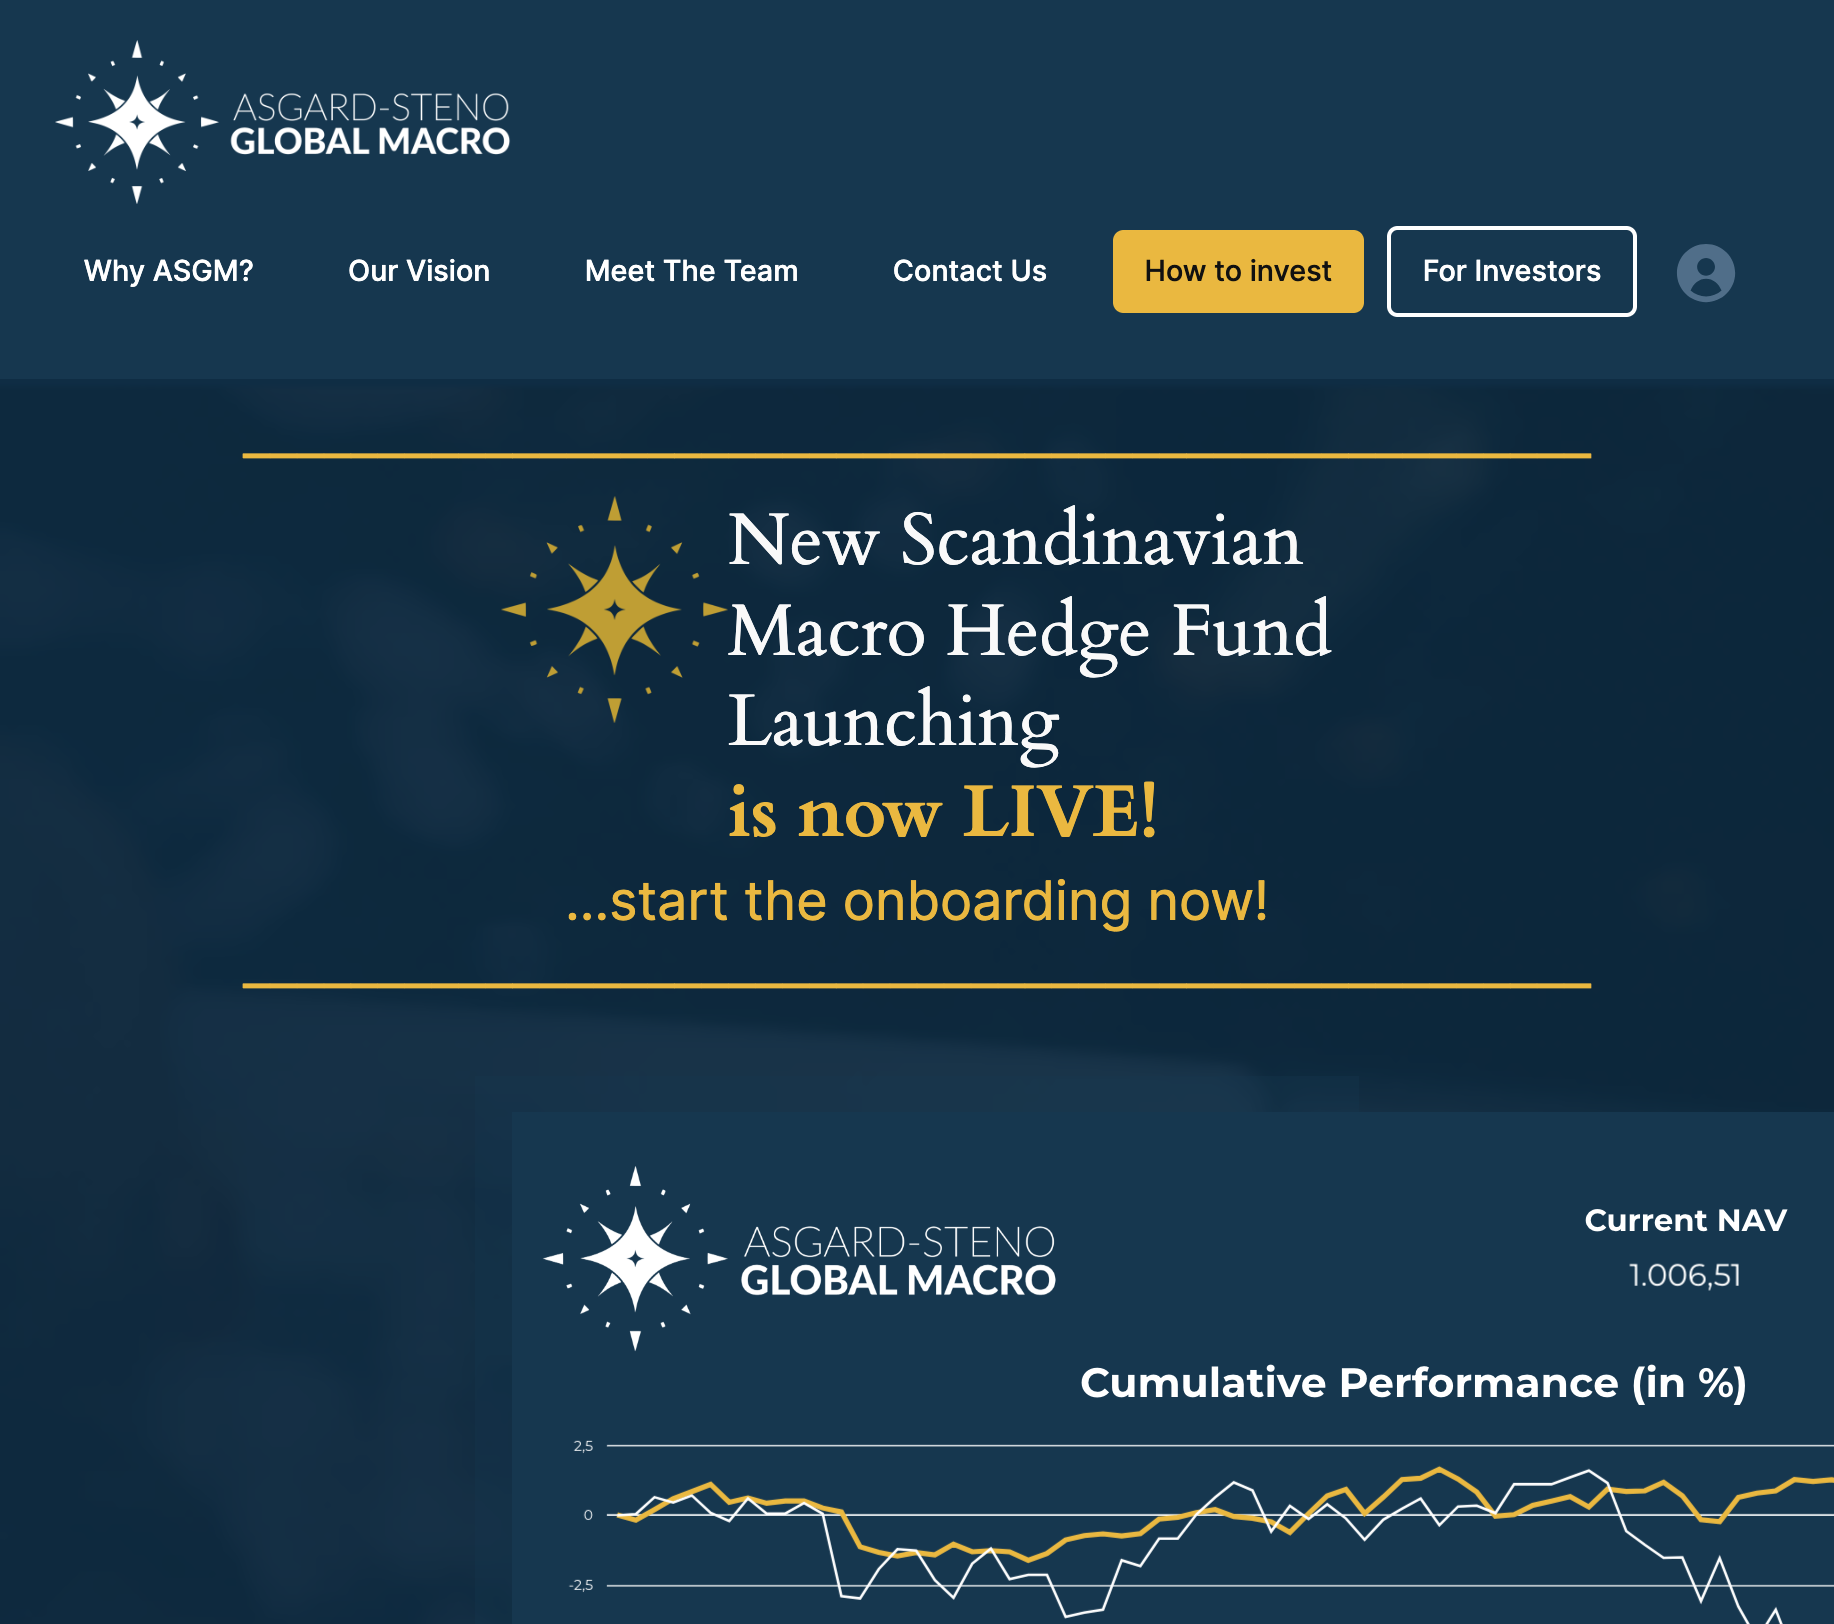 ASGARD-STENO
GLOBAL MACRO
Why ASGM?
Our Vision
Meet The Team
Contact Us
How to invest
For Investors
New Scandinavian
Macro Hedge Fund
Launching
is now LIVE!
...start the onboarding now!
ASGARD-STENO
GLOBAL MACRO
Current NAV
1.006,51
Cumulative Performance (in %)
2,5
0
-2,5